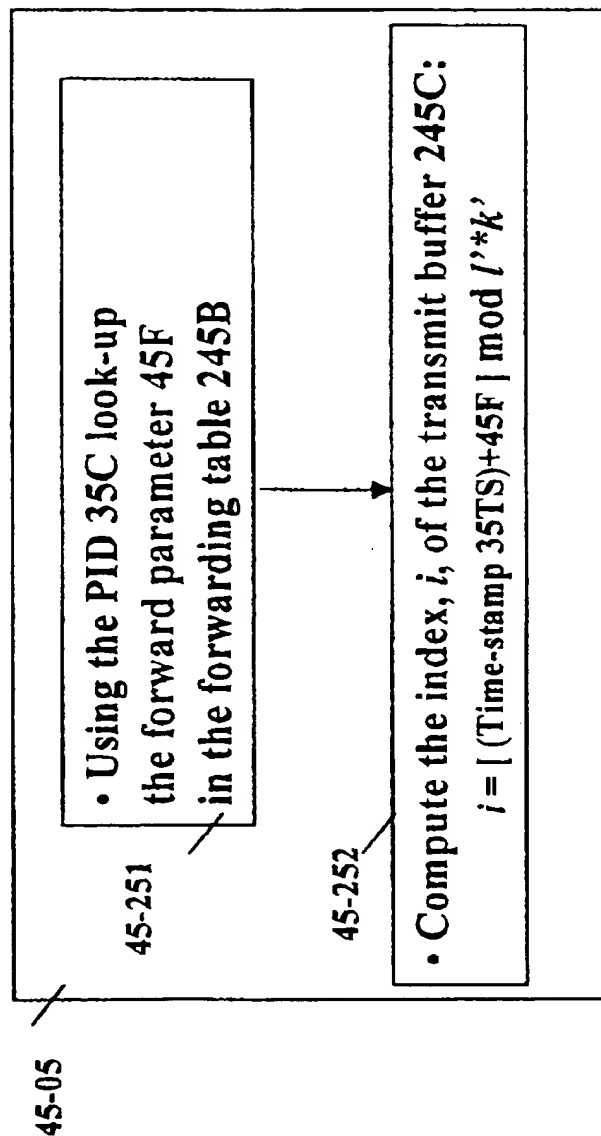 45-05
45-251
• Using the PID 35C look-up
the forward parameter 45F
in the forwarding table 245B
45-252
• Compute the index, i, of the transmit buffer 245C:
i = [ (Time-stamp 35TS)+45F ] mod l'*k'